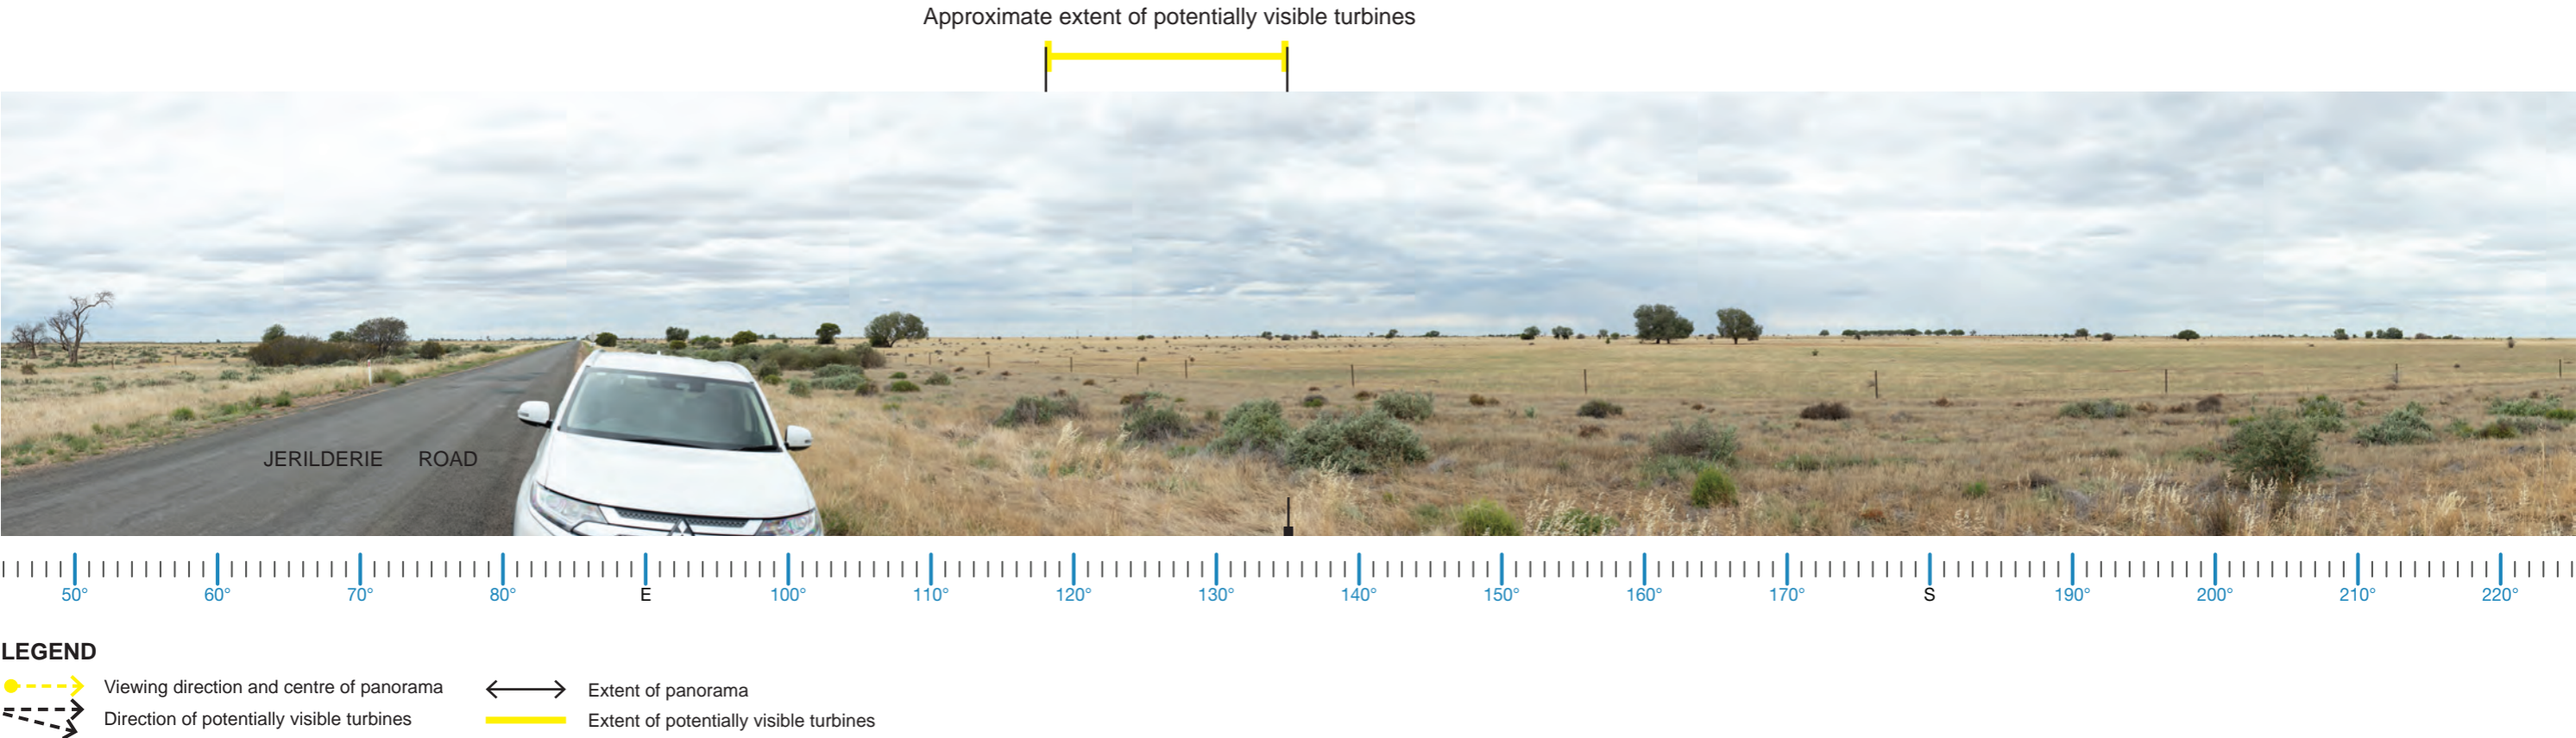 Approximate extent of potentially visible turbines
JERILDERIE ROAD
50° 60° 70° 80° E 100° 110° 120° 130° 140° 150° 160° 170° S 190° 200° 210° 220°
LEGEND
Viewing direction and centre of panorama
Direction of potentially visible turbines
Extent of panorama
Extent of potentially visible turbines